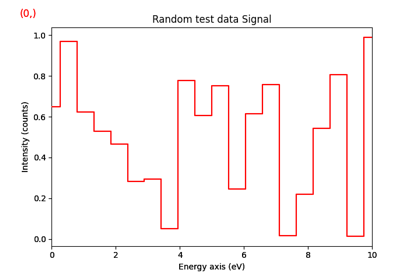 (0,)
Random test data Signal
Intensity (counts)
1.0
0.8
0.6
0.4
0.2
0.0
0 2 4 6 8 10
Energy axis (eV)